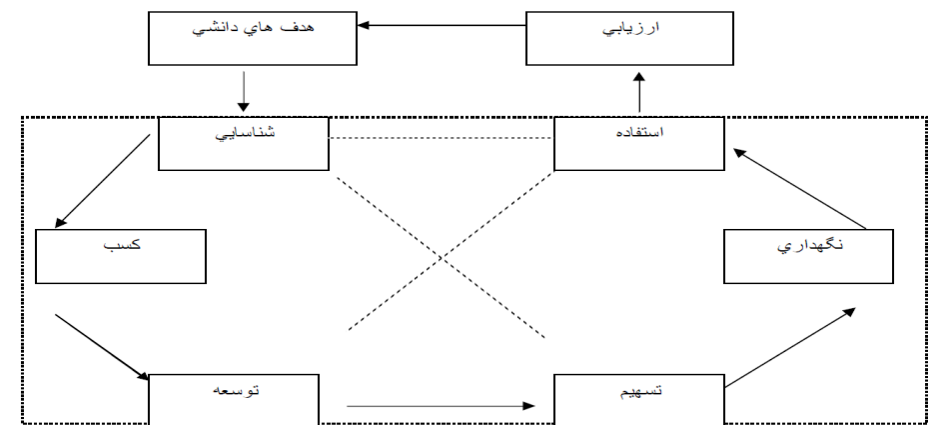 هدف هاي دانشي
ارزيابي
شناسايي
استفاده
كسب
نگهداري
توسعه
تسهيم